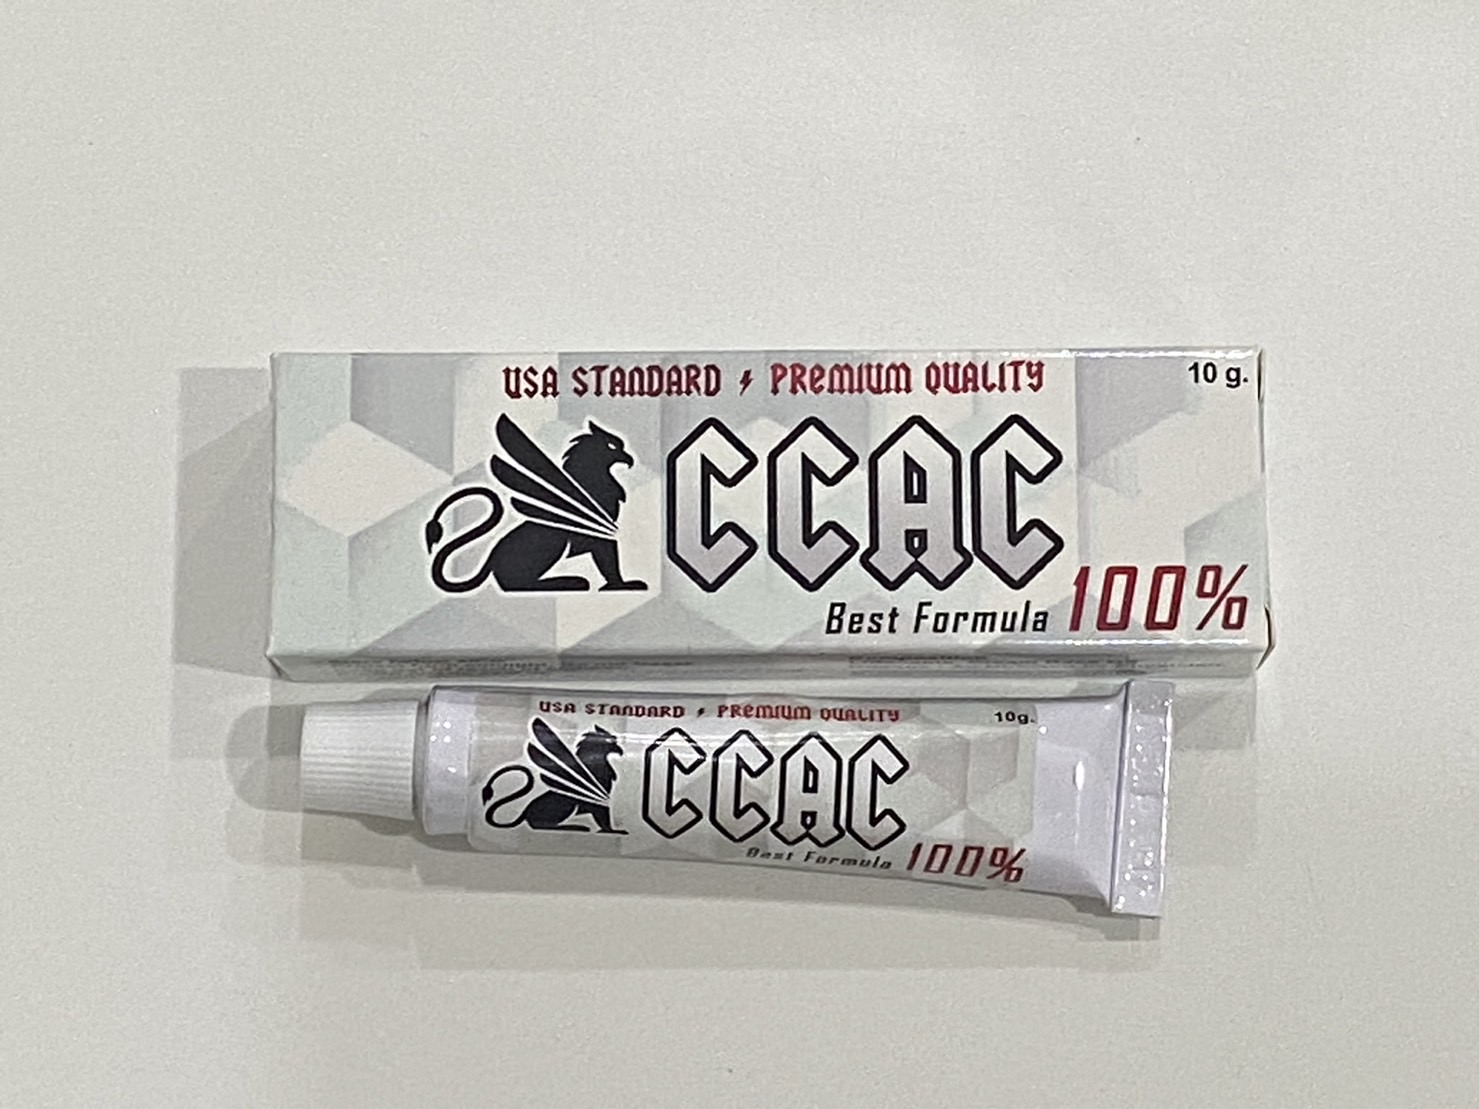 USA STANDARD PREMIUM QUALITY
10 g.
CCAC
Best Formula 100%
USA STANDARD PREMIUM QUALITY
10g.
CCAC
Best Formula 100%